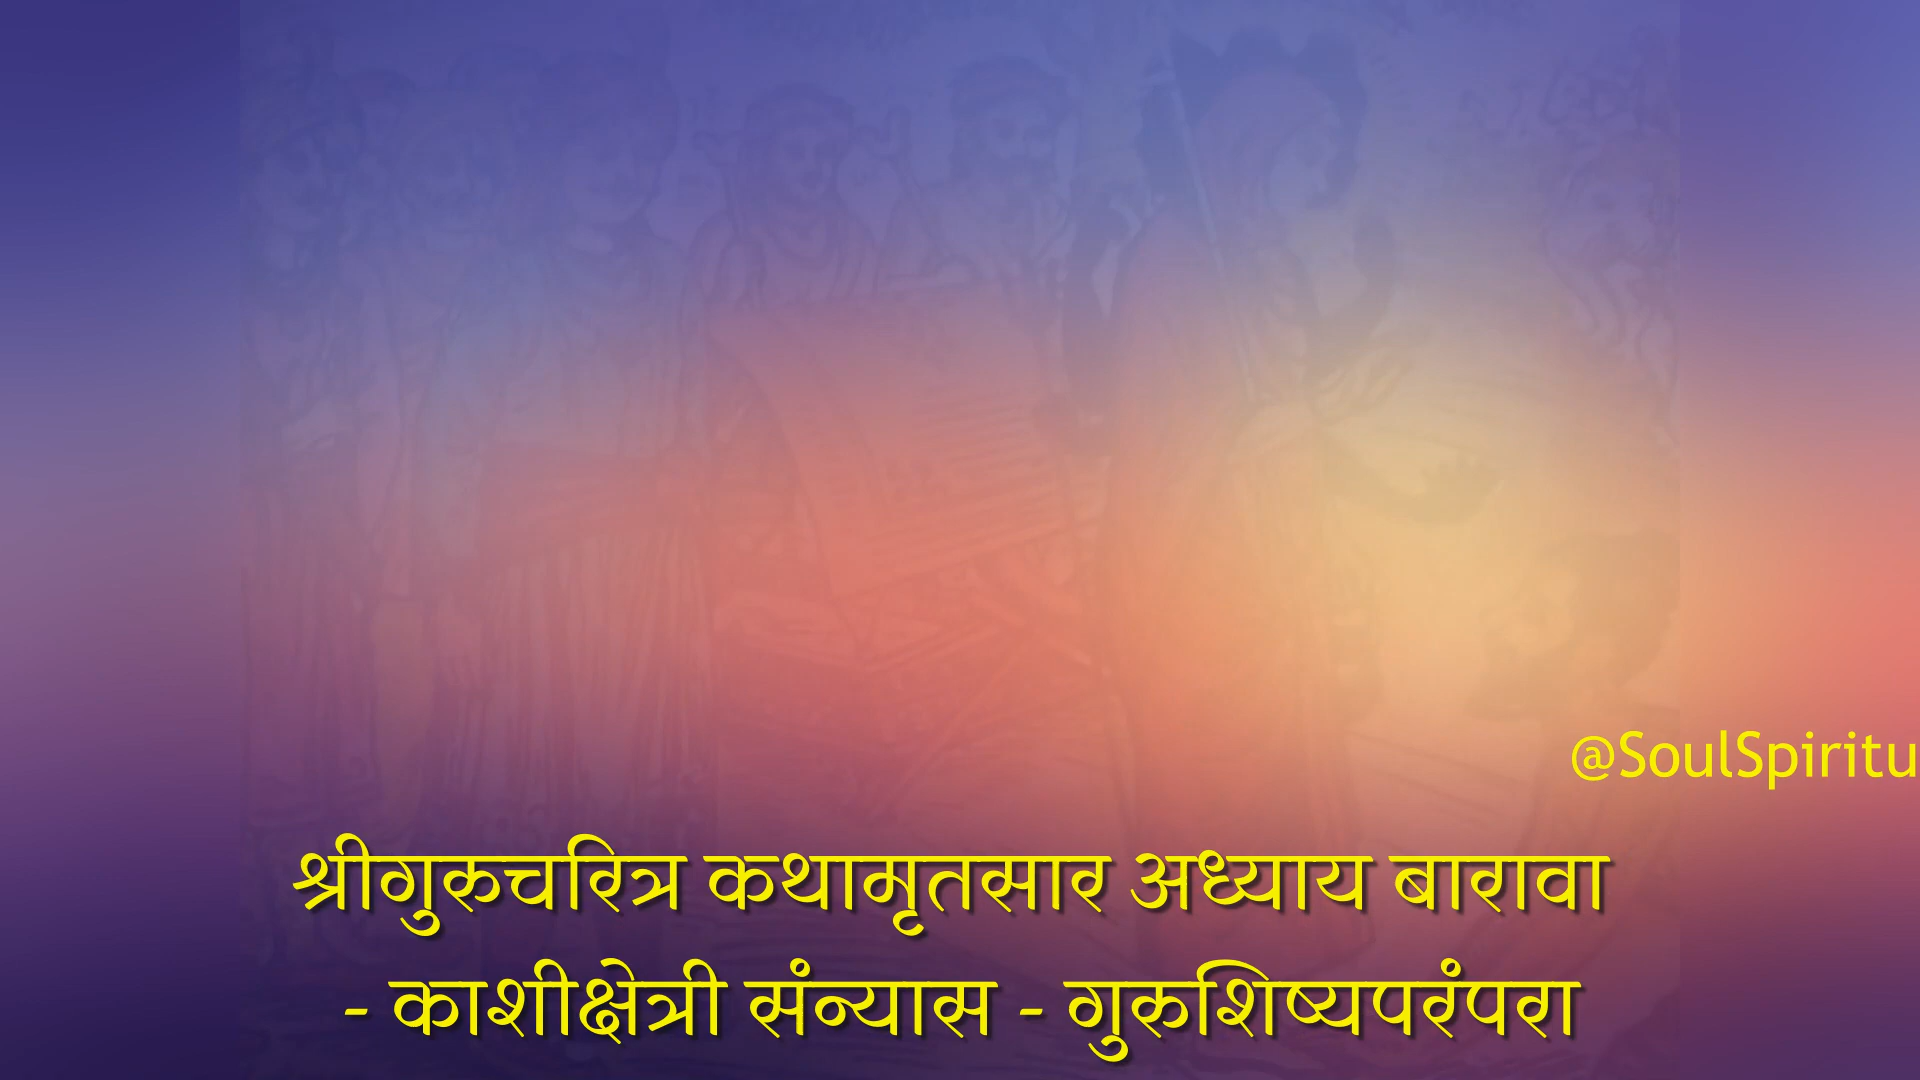 @SoulSpiritu
श्रीगुरुचरित्र कथामृतसार अध्याय बारावा
- काशीक्षेत्री संन्यास - गुरुशिष्यपरंपरा